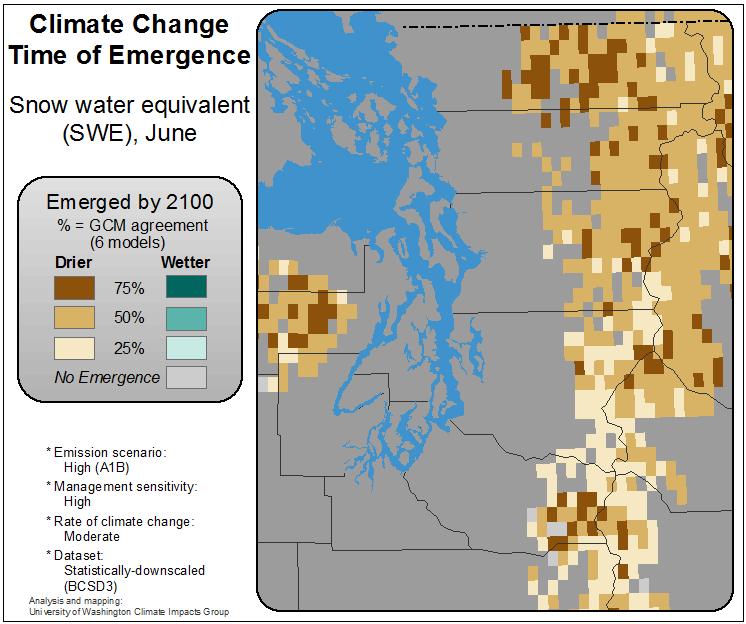 Climate Change
Time of Emergence
Snow water equivalent
(SWE), June
Emerged by 2100
% = GCM agreement
(6 models)
Drier Wetter
75%
50%
25%
No Emergence
* Emission scenario:
High (A1B)
* Management sensitivity:
High
* Rate of climate change:
Moderate
* Dataset:
Statistically-downscaled
(BCSD3)
Analysis and mapping:
University of Washington Climate Impacts Group